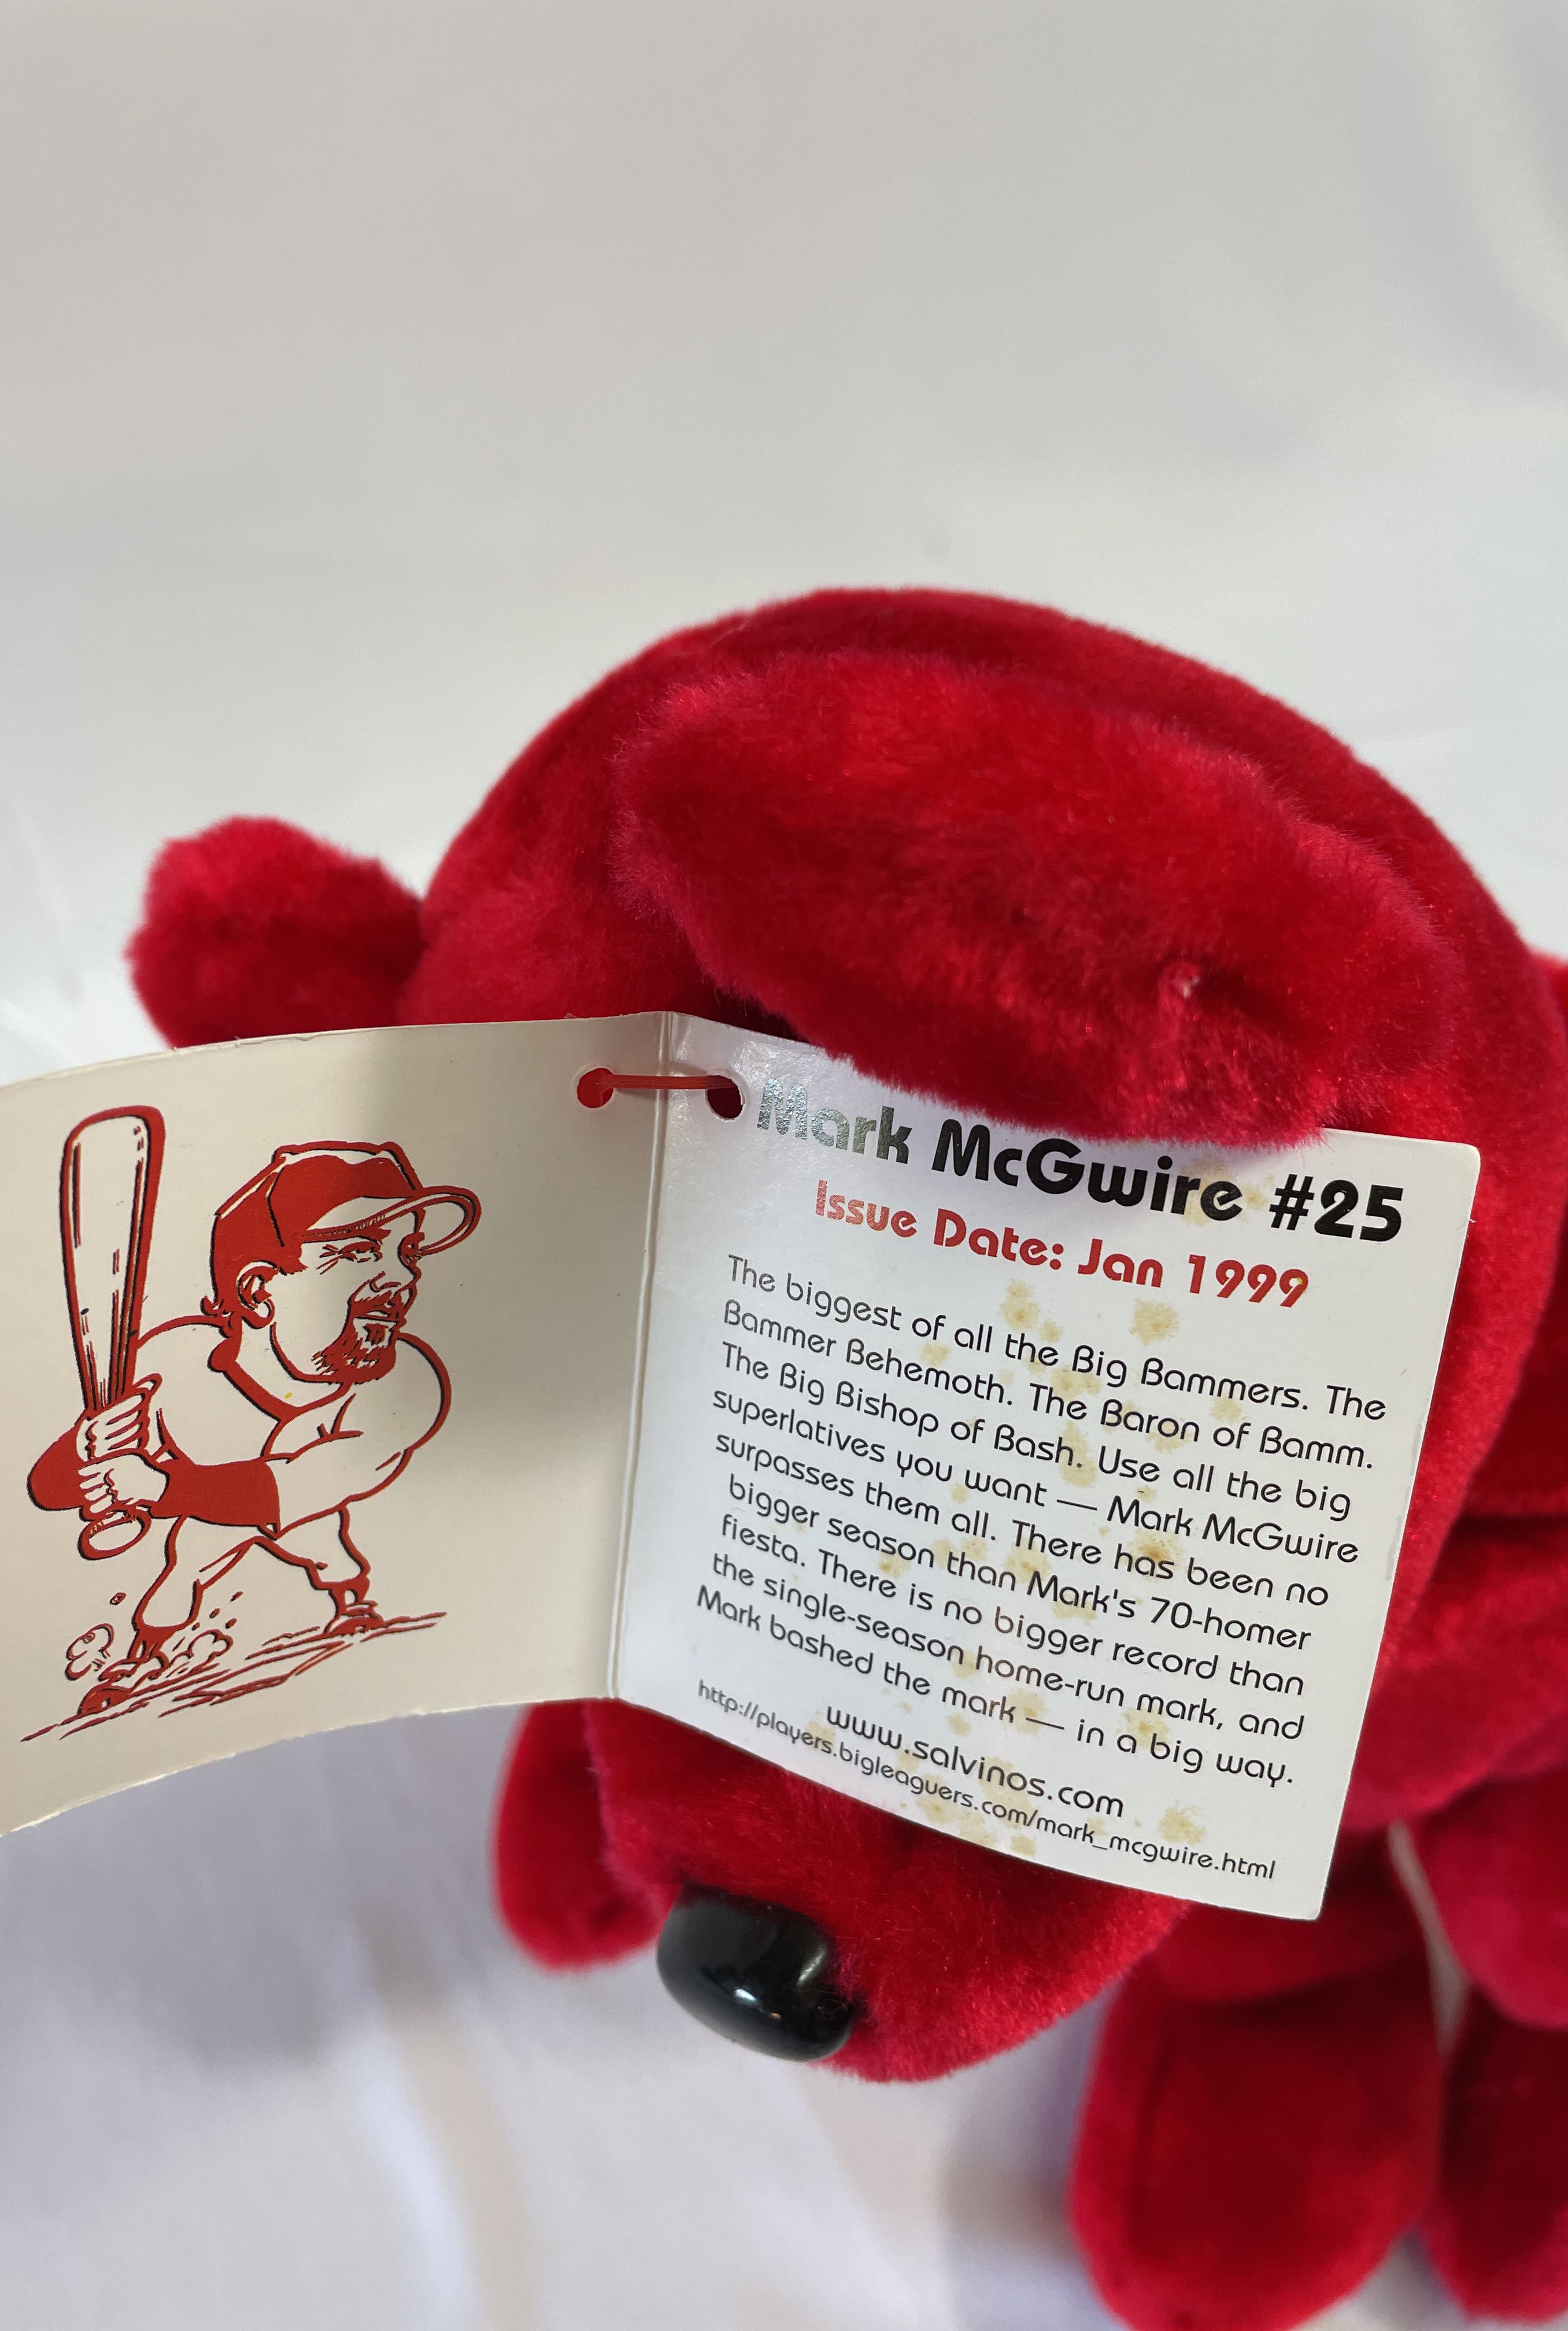 Mark McGwire #25
Issue Date: Jan 1999
The biggest of all the Big Bammers. The
Bammer Behemoth. The Baron of Bamm.
The Big Bishop of Bash. Use all the big
superlatives you want — Mark McGwire
surpasses them all. There has been no
bigger season than Mark's 70-homer
fiesta. There is no bigger record than
the single-season home-run mark, and
Mark bashed the mark — in a big way.
www.salvinos.com
http://players.bigleaguers.com/mark_mcgwire.html